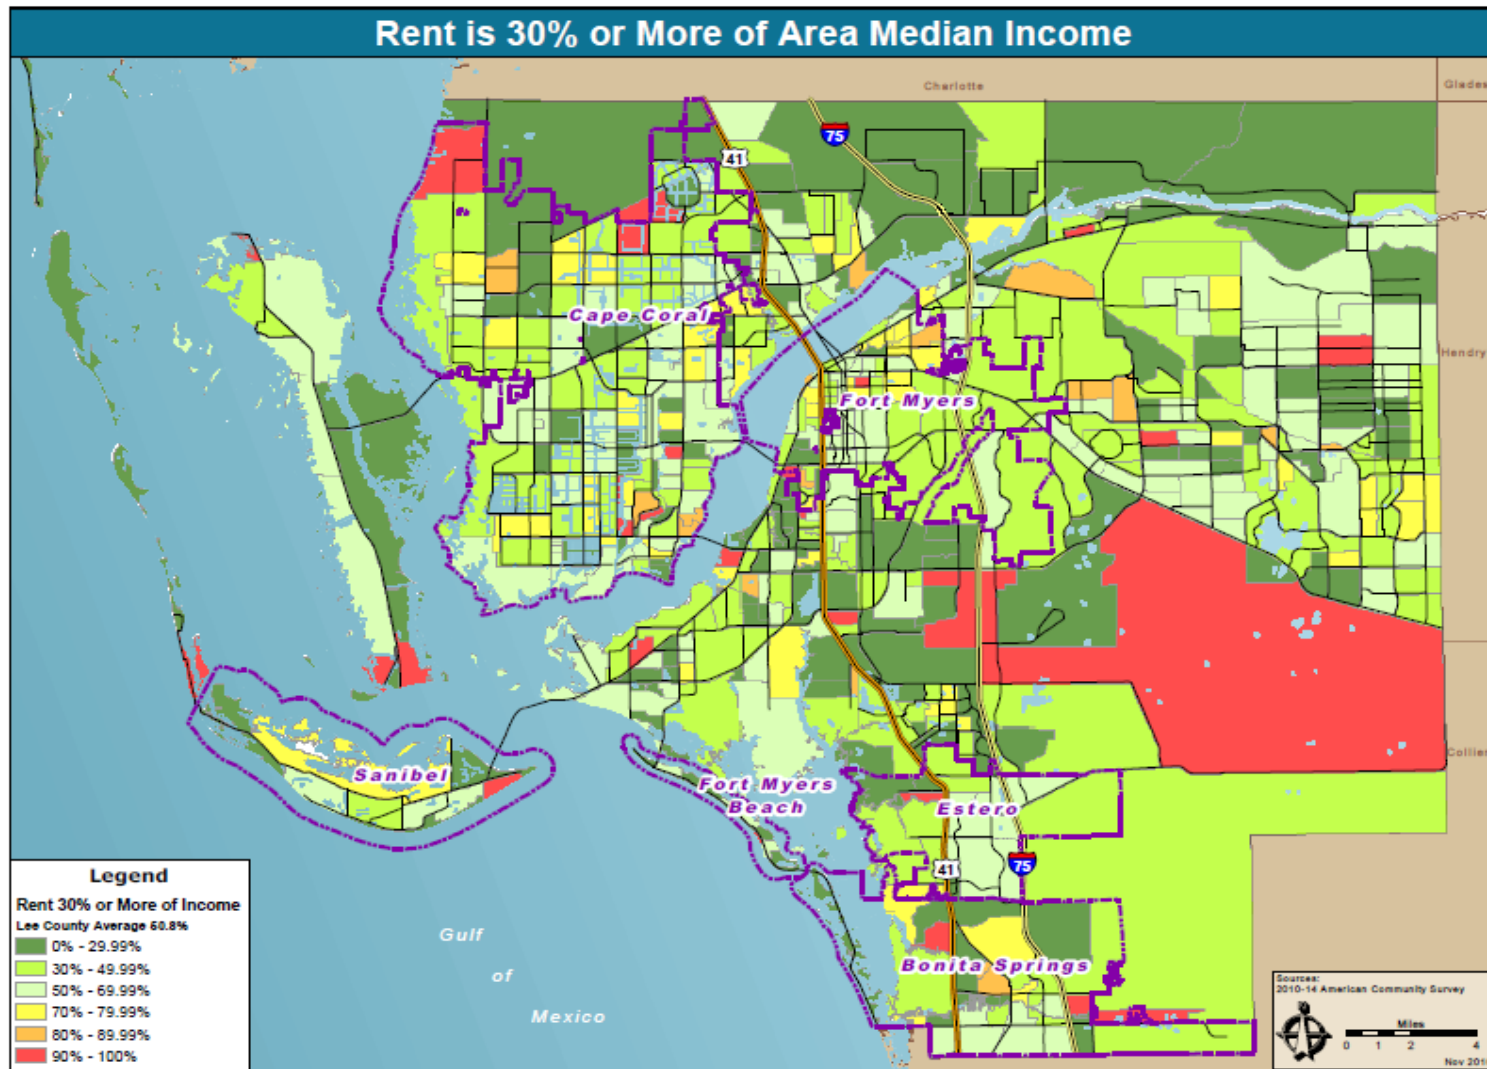 Rent is 30% or More of Area Median Income
Charlotte
Glades
75
41
Cape Coral
Hendry
Fort Myers
Collier
Sanibel
Fort Myers
Beach
Estero
41
75
Bonita Springs
Gulf
of
Mexico
Legend
Rent 30% or More of Income
Lee County Average 50.8%
0% - 29.99%
30% - 49.99%
50% - 69.99%
70% - 79.99%
80% - 89.99%
90% - 100%
Sources:
2010-14 American Community Survey
Miles
0 1 2 4
Nov